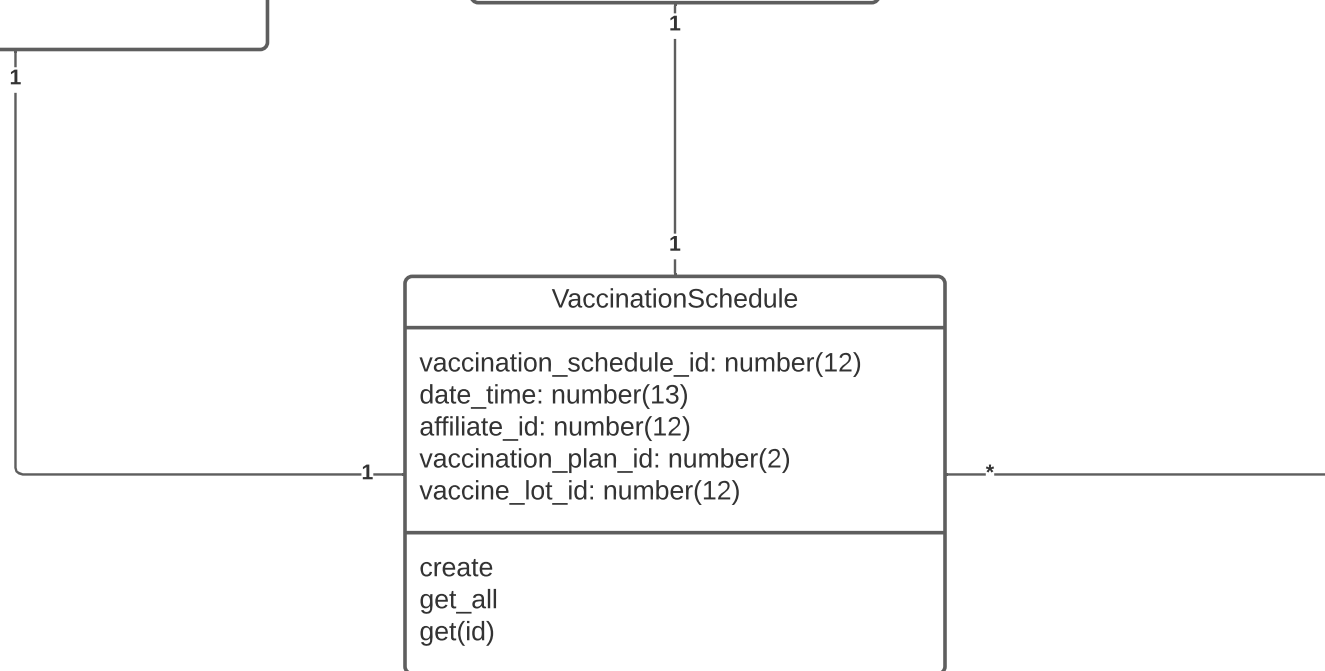 1
1
1
VaccinationSchedule
vaccination_schedule_id: number(12)
date_time: number(13)
affiliate_id: number(12)
vaccination_plan_id: number(2)
vaccine_lot_id: number(12)
1
*
create
get_all
get(id)